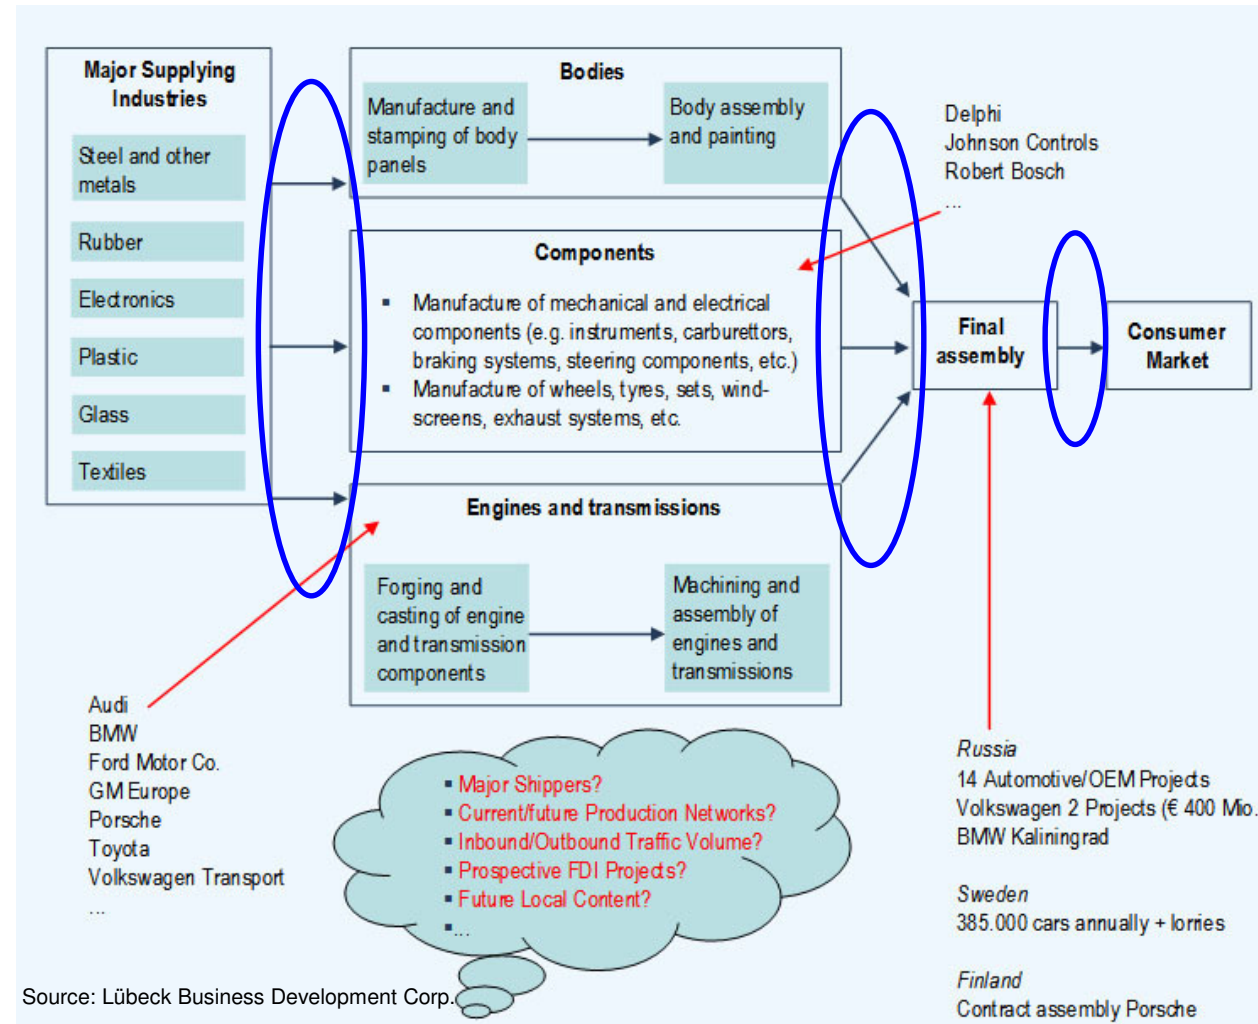 Major Supplying
Industries
Steel and other
metals
Rubber
Electronics
Plastic
Glass
Textiles
Bodies
Manufacture and
stamping of body
panels
Body assembly
and painting
Components
▪ Manufacture of mechanical and electrical
components (e.g. instruments, carburettors,
braking systems, steering components, etc.)
▪ Manufacture of wheels, tyres, sets, wind-
screens, exhaust systems, etc.
Engines and transmissions
Forging and
casting of engine
and transmission
components
Machining and
assembly of
engines and
transmissions
Delphi
Johnson Controls
Robert Bosch
...
Final
assembly
Consumer
Market
Audi
BMW
Ford Motor Co.
GM Europe
Porsche
Toyota
Volkswagen Transport
...
▪ Major Shippers?
▪ Current/future Production Networks?
▪ Inbound/Outbound Traffic Volume?
▪ Prospective FDI Projects?
▪ Future Local Content?
▪...
Russia
14 Automotive/OEM Projects
Volkswagen 2 Projects (€ 400 Mio.
BMW Kaliningrad
Sweden
385.000 cars annually + lorries
Finland
Contract assembly Porsche
Source: Lübeck Business Development Corp.